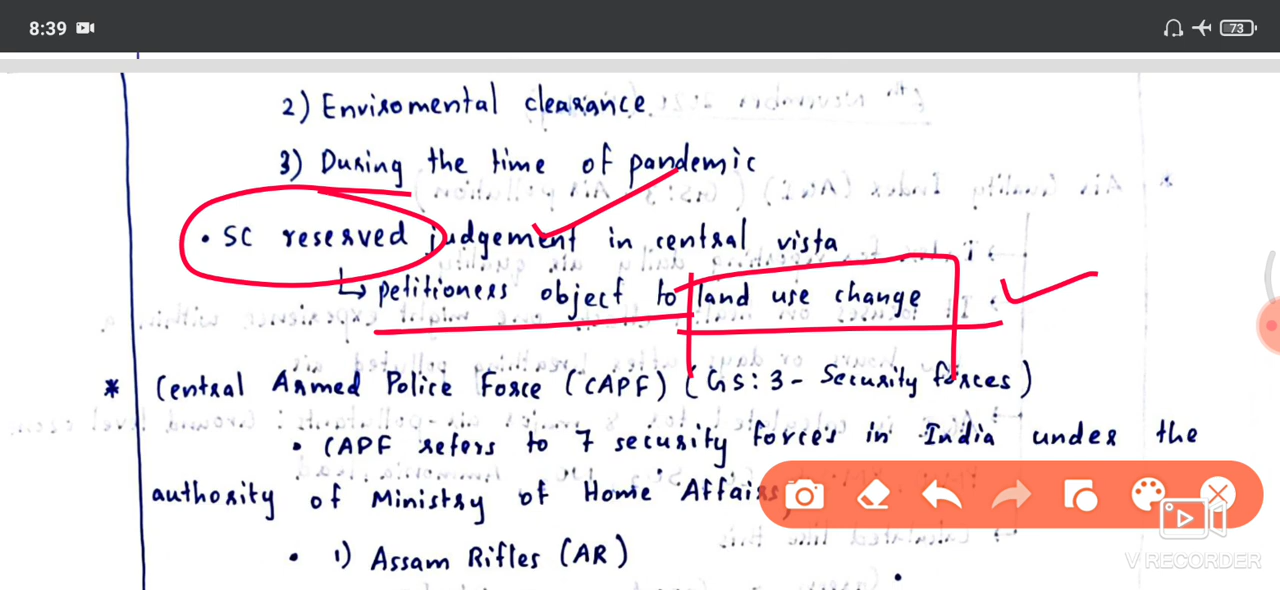 8:39
73
2) Enviromental clearance
3) During the time of pandemic
• SC reserved judgement in central vista
↳ petitioners object to land use change
* Central Armed Police Force (CAPF) (GS: 3 - Security forces)
• CAPF refers to 7 security forces in India under the
authority of Ministry of Home Affairs,
• 1) Assam Rifles (AR)
V RECORDER